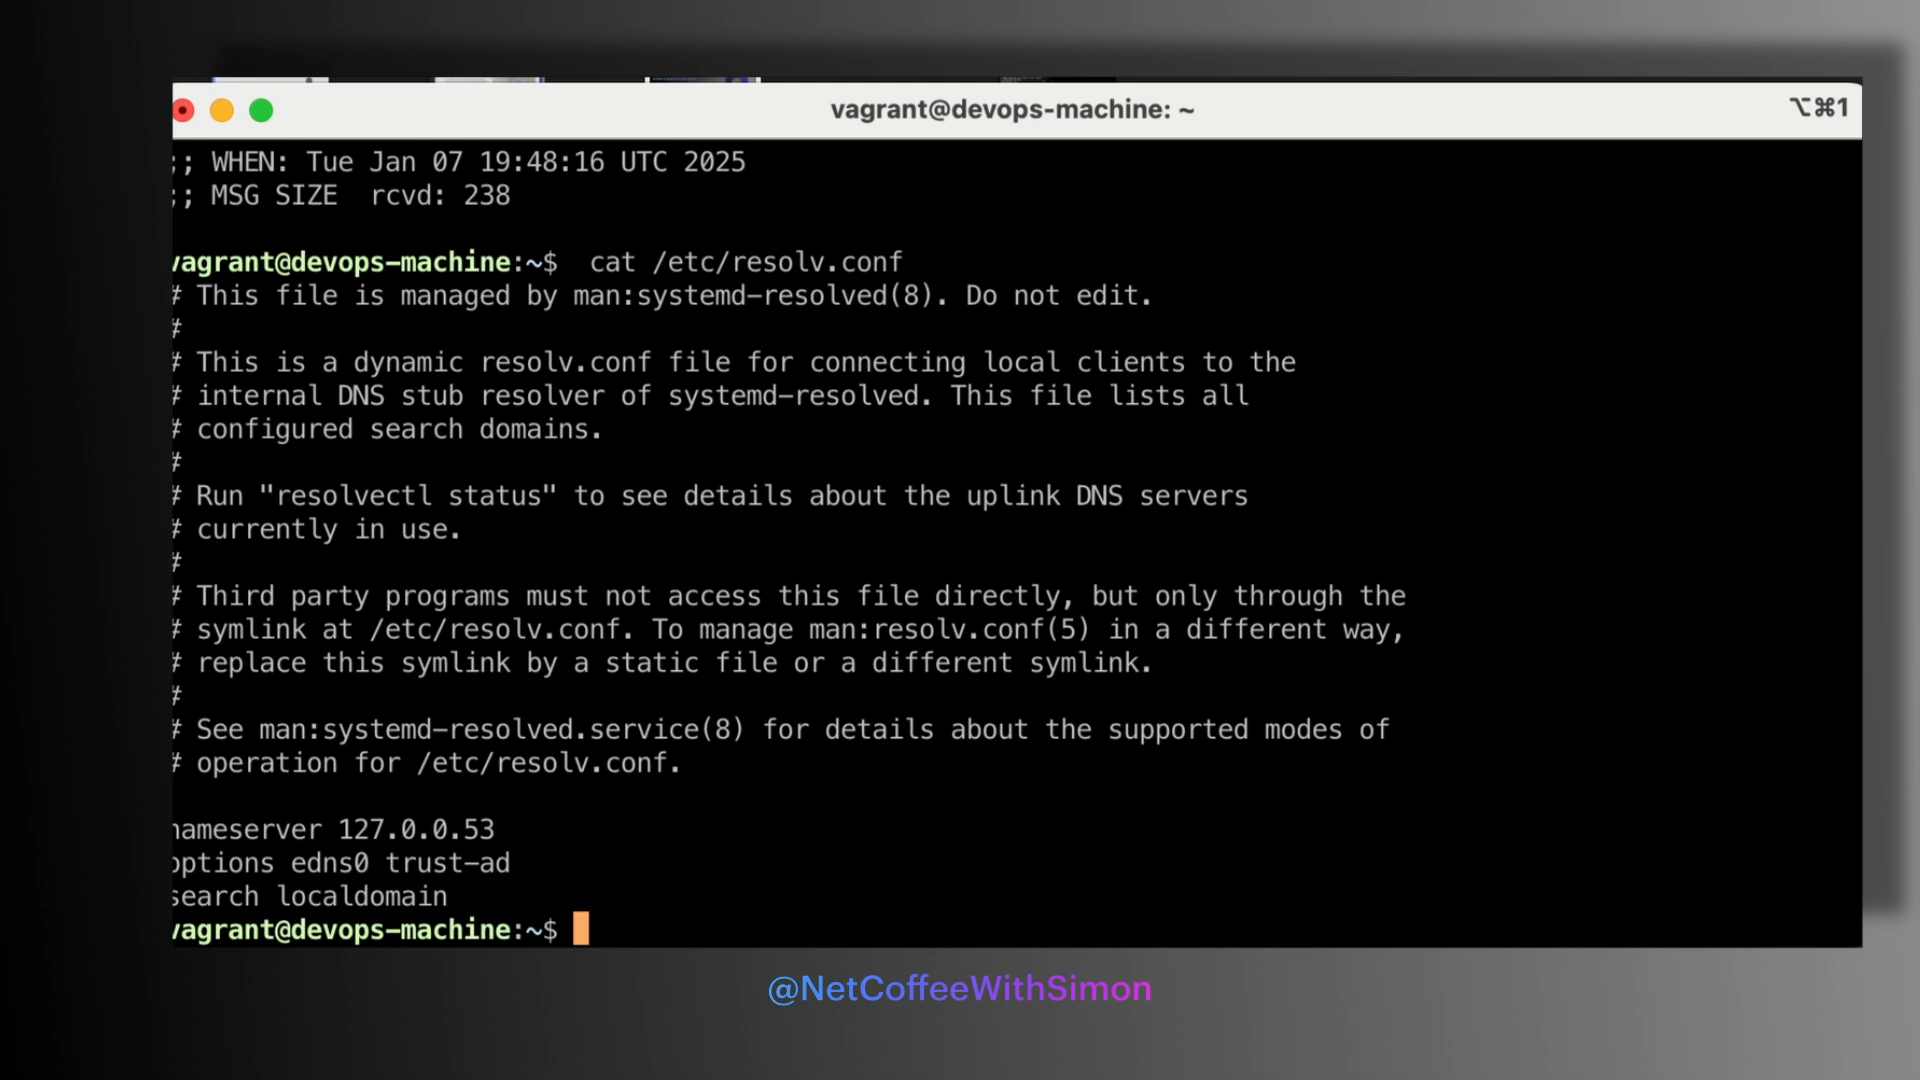 vagrant@devops-machine: ~
⌥⌘1
;; WHEN: Tue Jan 07 19:48:16 UTC 2025
;; MSG SIZE  rcvd: 238
vagrant@devops-machine:~$  cat /etc/resolv.conf
# This file is managed by man:systemd-resolved(8). Do not edit.
#
# This is a dynamic resolv.conf file for connecting local clients to the
# internal DNS stub resolver of systemd-resolved. This file lists all
# configured search domains.
#
# Run "resolvectl status" to see details about the uplink DNS servers
# currently in use.
#
# Third party programs must not access this file directly, but only through the
# symlink at /etc/resolv.conf. To manage man:resolv.conf(5) in a different way,
# replace this symlink by a static file or a different symlink.
#
# See man:systemd-resolved.service(8) for details about the supported modes of
# operation for /etc/resolv.conf.
nameserver 127.0.0.53
options edns0 trust-ad
search localdomain
vagrant@devops-machine:~$
@NetCoffeeWithSimon